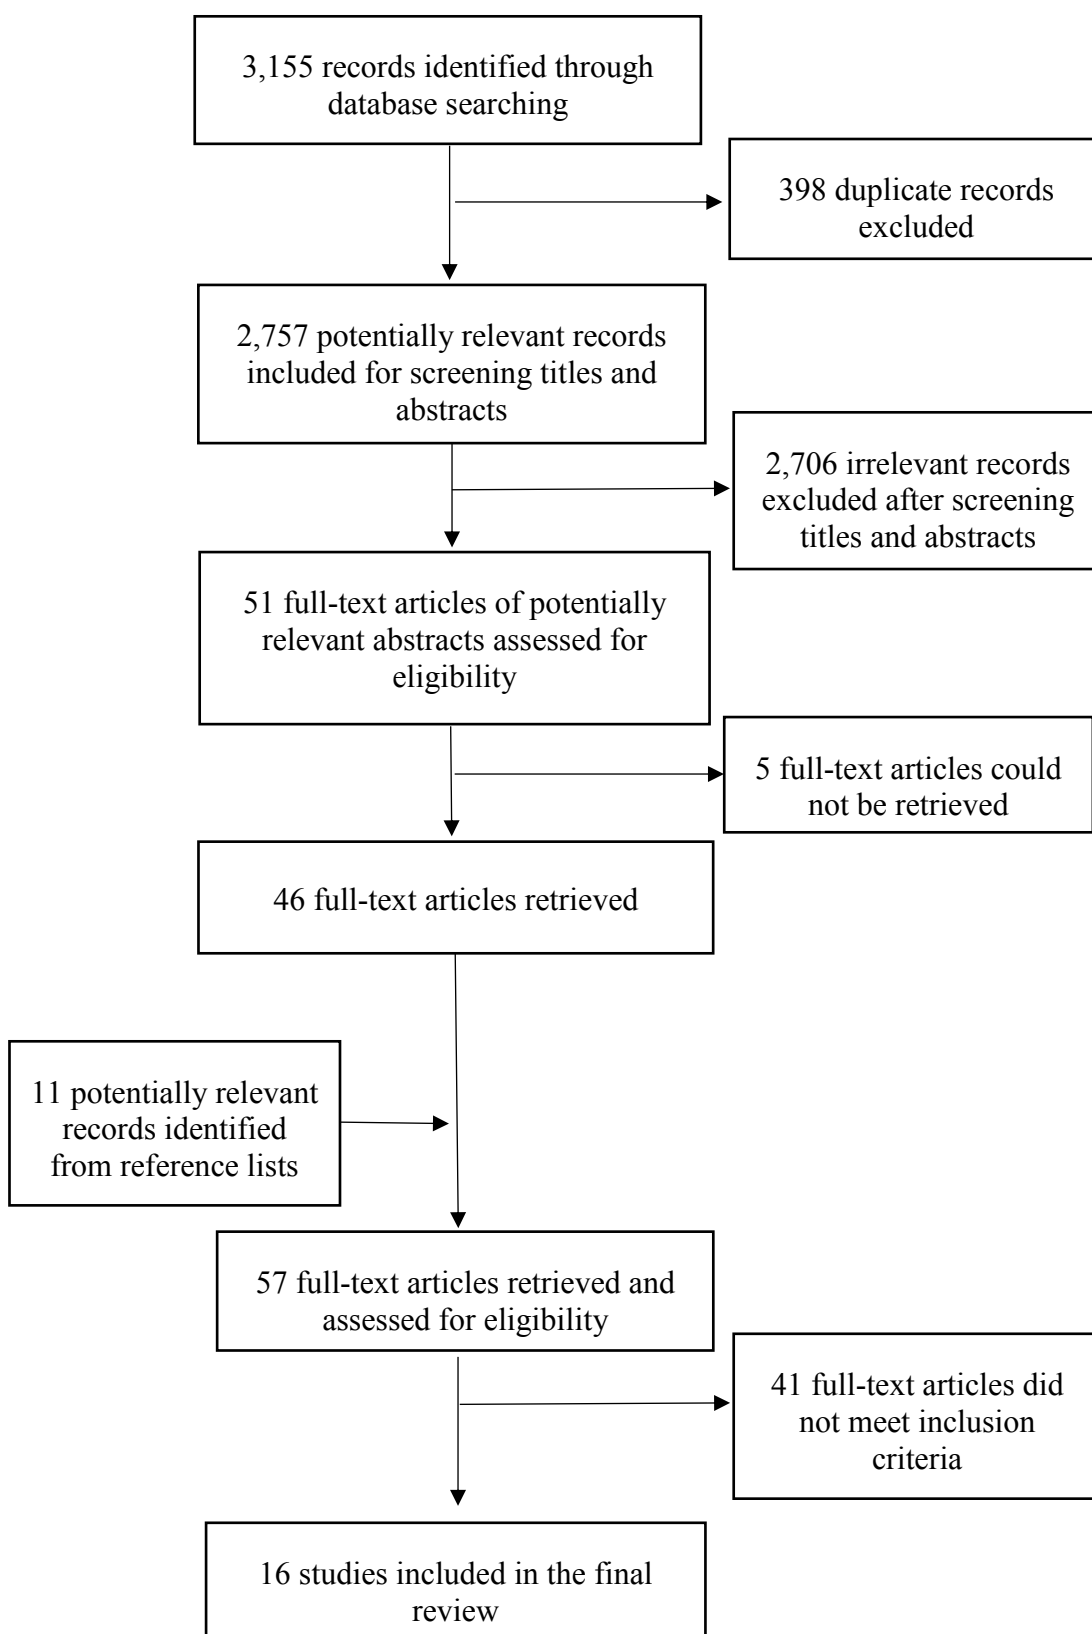 3,155 records identified through
database searching
398 duplicate records
excluded
2,757 potentially relevant records
included for screening titles and
abstracts
2,706 irrelevant records
excluded after screening
titles and abstracts
51 full-text articles of potentially
relevant abstracts assessed for
eligibility
5 full-text articles could
not be retrieved
46 full-text articles retrieved
11 potentially relevant
records identified
from reference lists
57 full-text articles retrieved and
assessed for eligibility
41 full-text articles did
not meet inclusion
criteria
16 studies included in the final
review